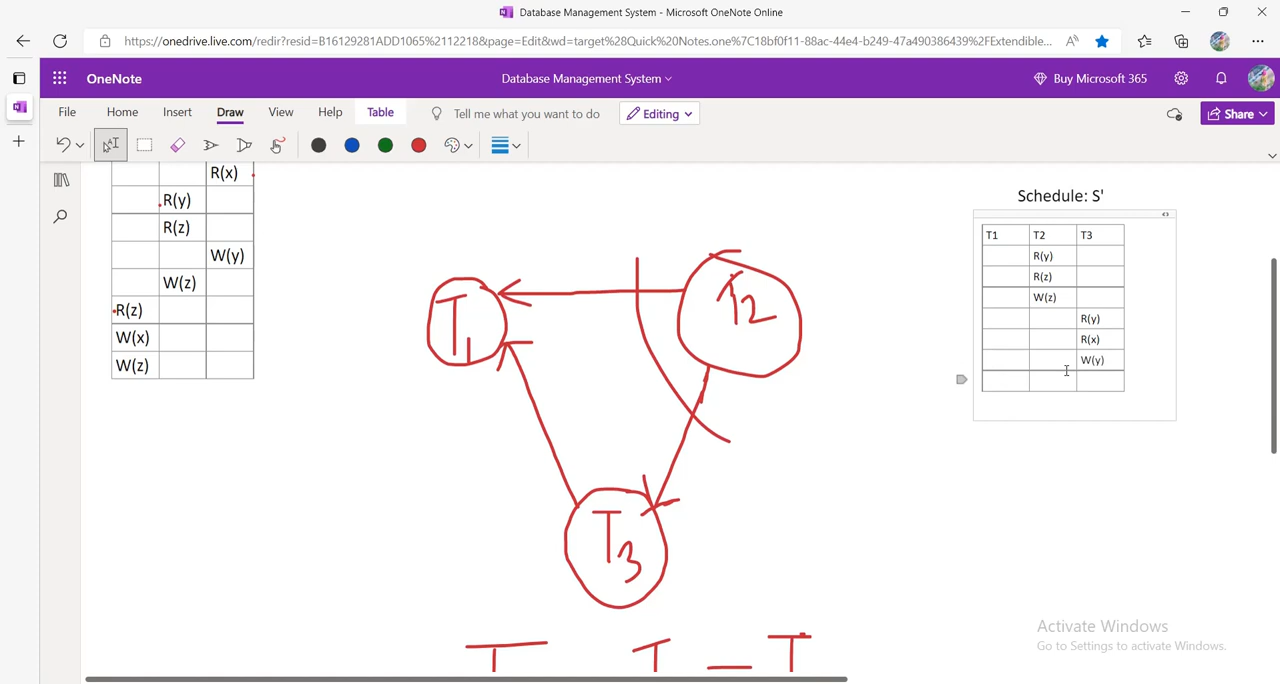 Database Management System - Microsoft OneNote Online
https://onedrive.live.com/redir?resid=B16129281ADD1065%2112218&page=Edit&wd=target%28Quick%20Notes.one%7C18bf0f11-88ac-44e4-b249-47a490386439%2FExtendible...
OneNote
Database Management System
Buy Microsoft 365
File Home Insert Draw View Help Table Tell me what you want to do Editing Share
R(x)
R(y)
R(z)
W(y)
W(z)
R(z)
W(x)
W(z)
T1
T2
T3
T T – T
Schedule: S'
T1 T2 T3
R(y)
R(z)
W(z)
R(y)
R(x)
W(y)
Activate Windows
Go to Settings to activate Windows.